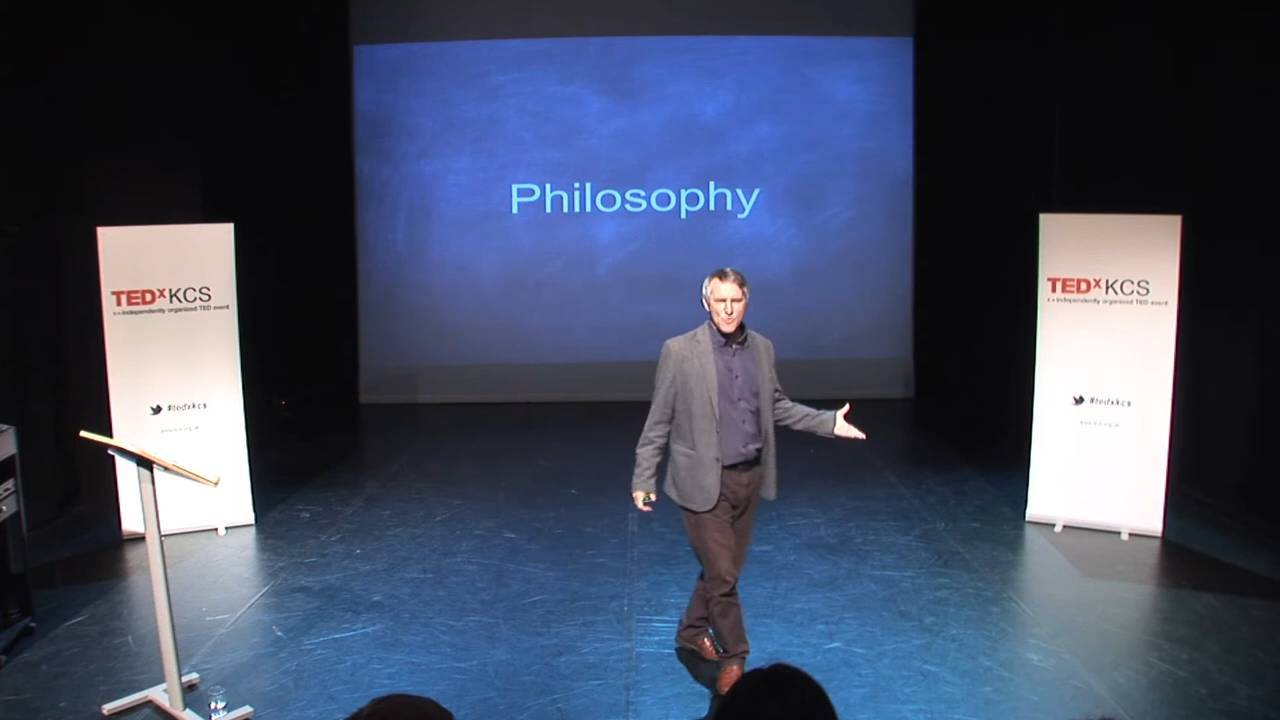 Philosophy
TEDxKCS
x = independently organized TED event
#tedxkcs
TEDxKCS
x = independently organized TED event
#tedxkcs